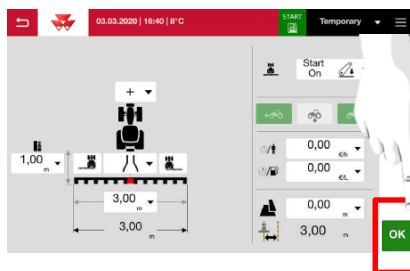 03.03.2020 | 16:40 | 8°C
START
Temporary
Start
On
+
1,00
m
3,00
m
3,00
m
0,00
€/h
0,00
€/L
0,00
m
3,00
m
OK